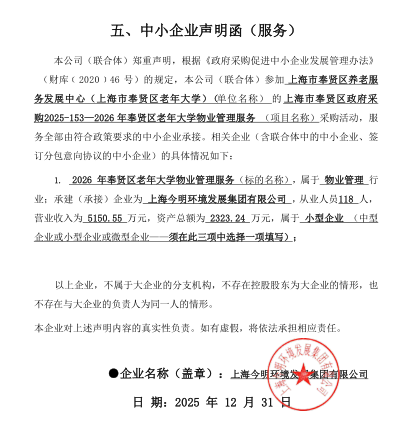 五、中小企业声明函（服务）
本公司（联合体）郑重声明，根据《政府采购促进中小企业发展管理办法》
（财库﹝2020﹞46 号）的规定，本公司（联合体）参加 上海市奉贤区养老服
务发展中心（上海市奉贤区老年大学）（单位名称） 的上海市奉贤区政府采
购2025-153—2026 年奉贤区老年大学物业管理服务 （项目名称）采购活动，服
务全部由符合政策要求的中小企业承接。相关企业（含联合体中的中小企业、签
订分包意向协议的中小企业）的具体情况如下：
1. 2026 年奉贤区老年大学物业管理服务（标的名称），属于 物业管理 行
业；承建（承接）企业为 上海今明环境发展集团有限公司 ，从业人员118 人，
营业收入为 5150.55 万元，资产总额为 2323.24 万元，属于 小型企业 （中型
企业或小型企业或微型企业——须在此三项中选择一项填写）；
以上企业，不属于大企业的分支机构，不存在控股股东为大企业的情形，也
不存在与大企业的负责人为同一人的情形。
本企业对上述声明内容的真实性负责。如有虚假，将依法承担相应责任。
●企业名称（盖章）：上海今明环境发展集团有限公司
日 期：2025 年 12 月 31 日
上海今明环境发展集团有限公司